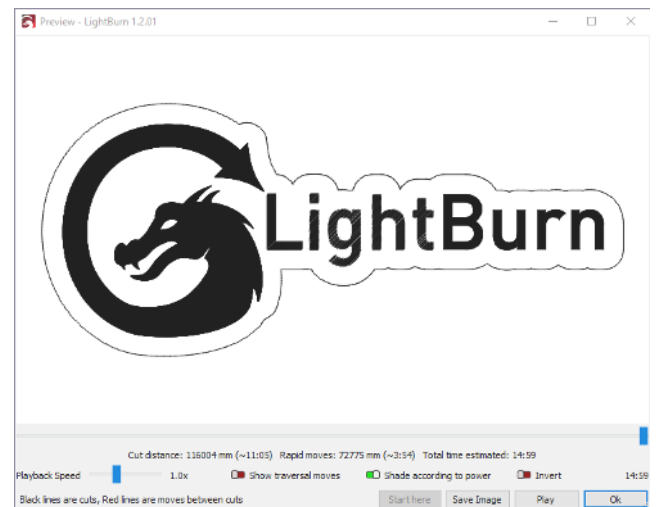 Preview - LightBurn 1.2.01
LightBurn
Cut distance: 116004 mm (~11:05) Rapid moves: 72775 mm (~3:54) Total time estimated: 14:59
Playback Speed 1.0x Show traversal moves Shade according to power Invert 14:59
Black lines are cuts, Red lines are moves between cuts Start here Save Image Play Ok